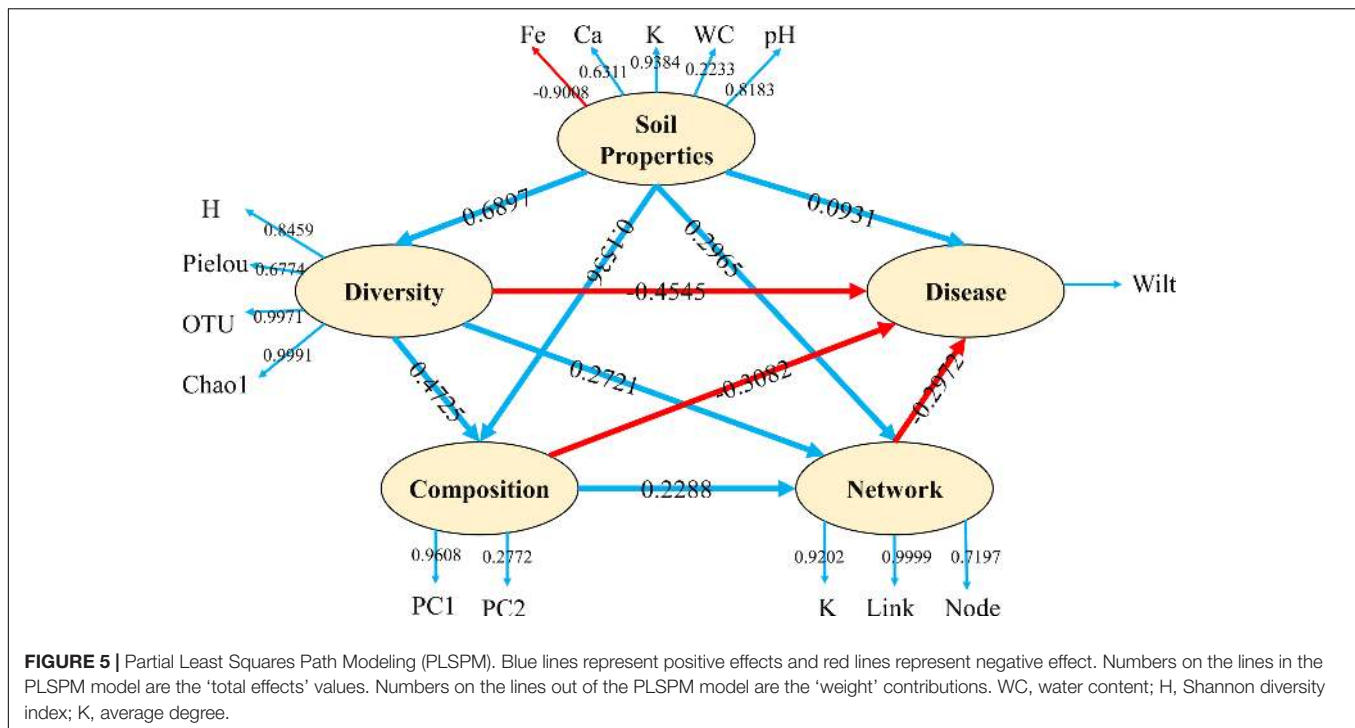 Fe Ca K WC pH
-0.9008 0.6311 0.9384 0.2233 0.8183
Soil
Properties
0.6897 0.1536 0.2965 0.0931
H
0.8459
Pielou 0.6774
OTU 0.9971
Chao1 0.9991
Diversity
-0.4545
Disease
Wilt
0.4725 0.2721 -0.3082 -0.2972
Composition
0.2288
Network
0.9608 0.2772 0.9202 0.9999 0.7197
PC1 PC2 K Link Node
FIGURE 5 | Partial Least Squares Path Modeling (PLSPM). Blue lines represent positive effects and red lines represent negative effect. Numbers on the lines in the
PLSPM model are the ‘total effects’ values. Numbers on the lines out of the PLSPM model are the ‘weight’ contributions. WC, water content; H, Shannon diversity
index; K, average degree.